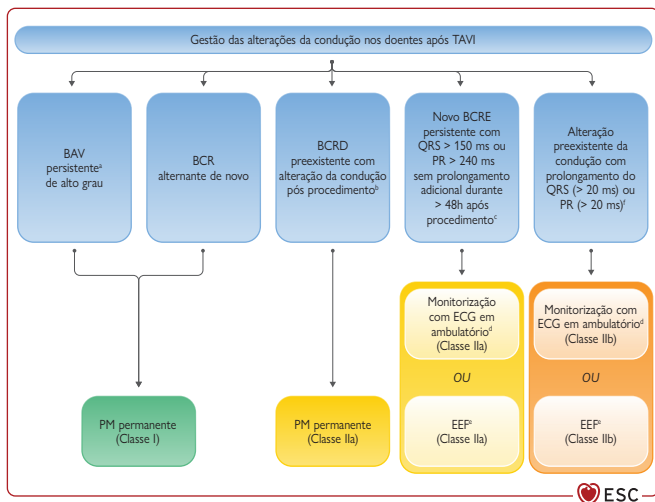 Gestão das alterações da condução nos doentes após TAVI
BAV
persistenteª
de alto grau
BCR
alternante de novo
BCRD
preexistente com
alteração da condução
pós procedimentoᵇ
Novo BCRE
persistente com
QRS > 150 ms ou
PR > 240 ms
sem prolongamento
adicional durante
> 48h após
procedimentoᶜ
Alteração
preexistente da
condução com
prolongamento do
QRS (> 20 ms) ou
PR (> 20 ms)ᶠ
Monitorização
com ECG em
ambulatórioᵈ
(Classe IIa)
OU
EEPᵉ
(Classe IIa)
Monitorização
com ECG em
ambulatórioᵈ
(Classe IIb)
OU
EEPᵉ
(Classe IIb)
PM permanente
(Classe I)
PM permanente
(Classe IIa)
ESC